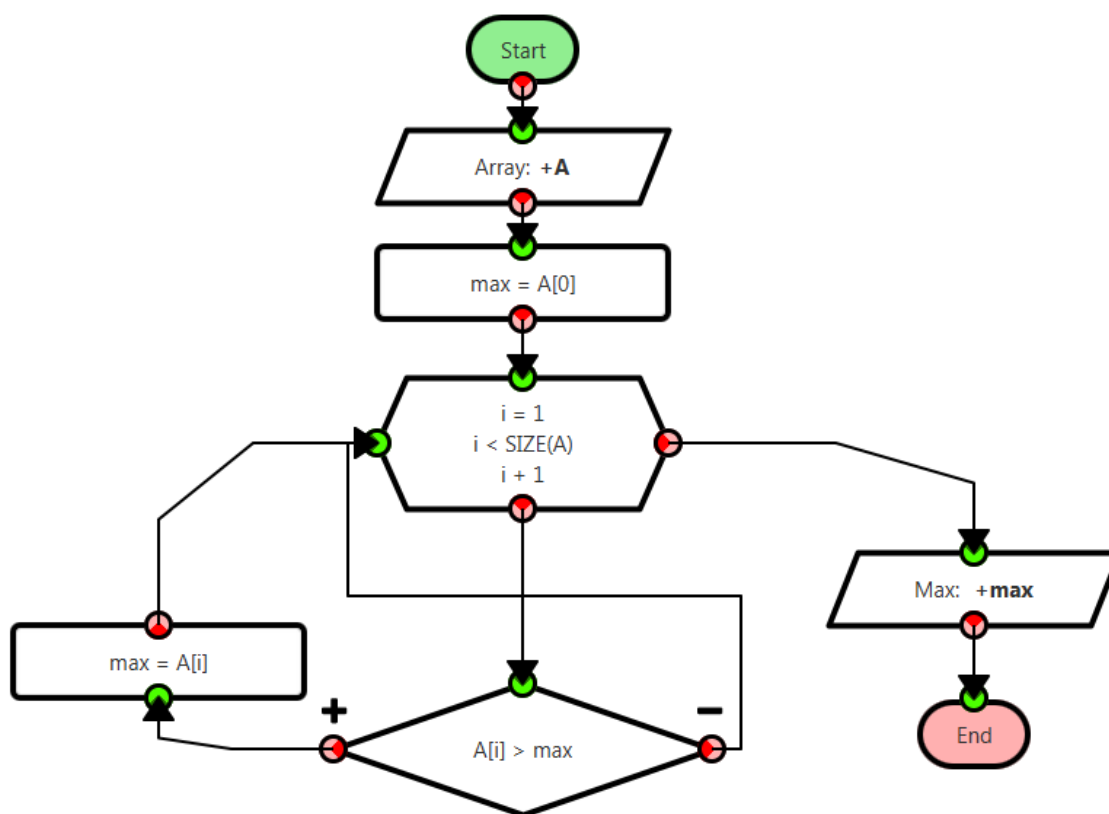 Start
Array: +A
max = A[0]
i = 1
i < SIZE(A)
i + 1
Max: +max
max = A[i]
+
−
A[i] > max
End